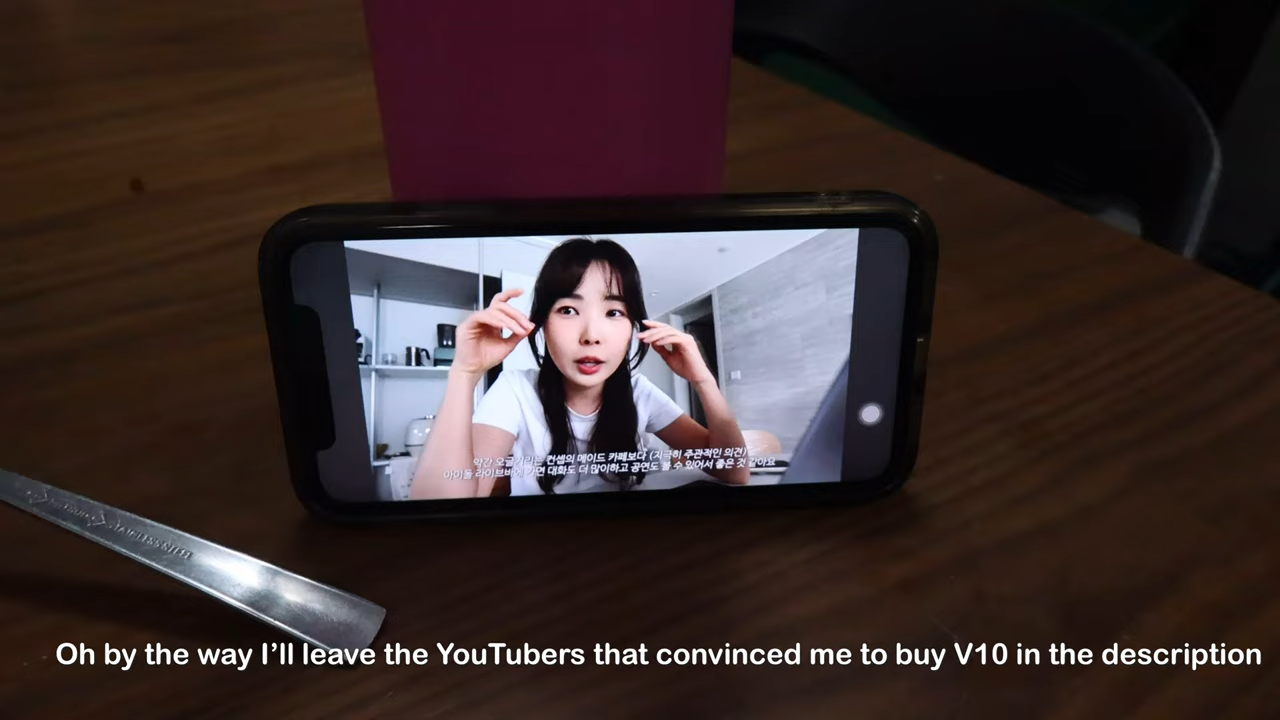 약간 오글거리는 컨셉의 메이드 카페보다 (지극히 주관적인 의견)
아이돌 라이브바에 가면 대화도 더 많이하고 공연도 볼 수 있어서 좋은 것 같아요
STAINLESS
Oh by the way I’ll leave the YouTubers that convinced me to buy V10 in the description